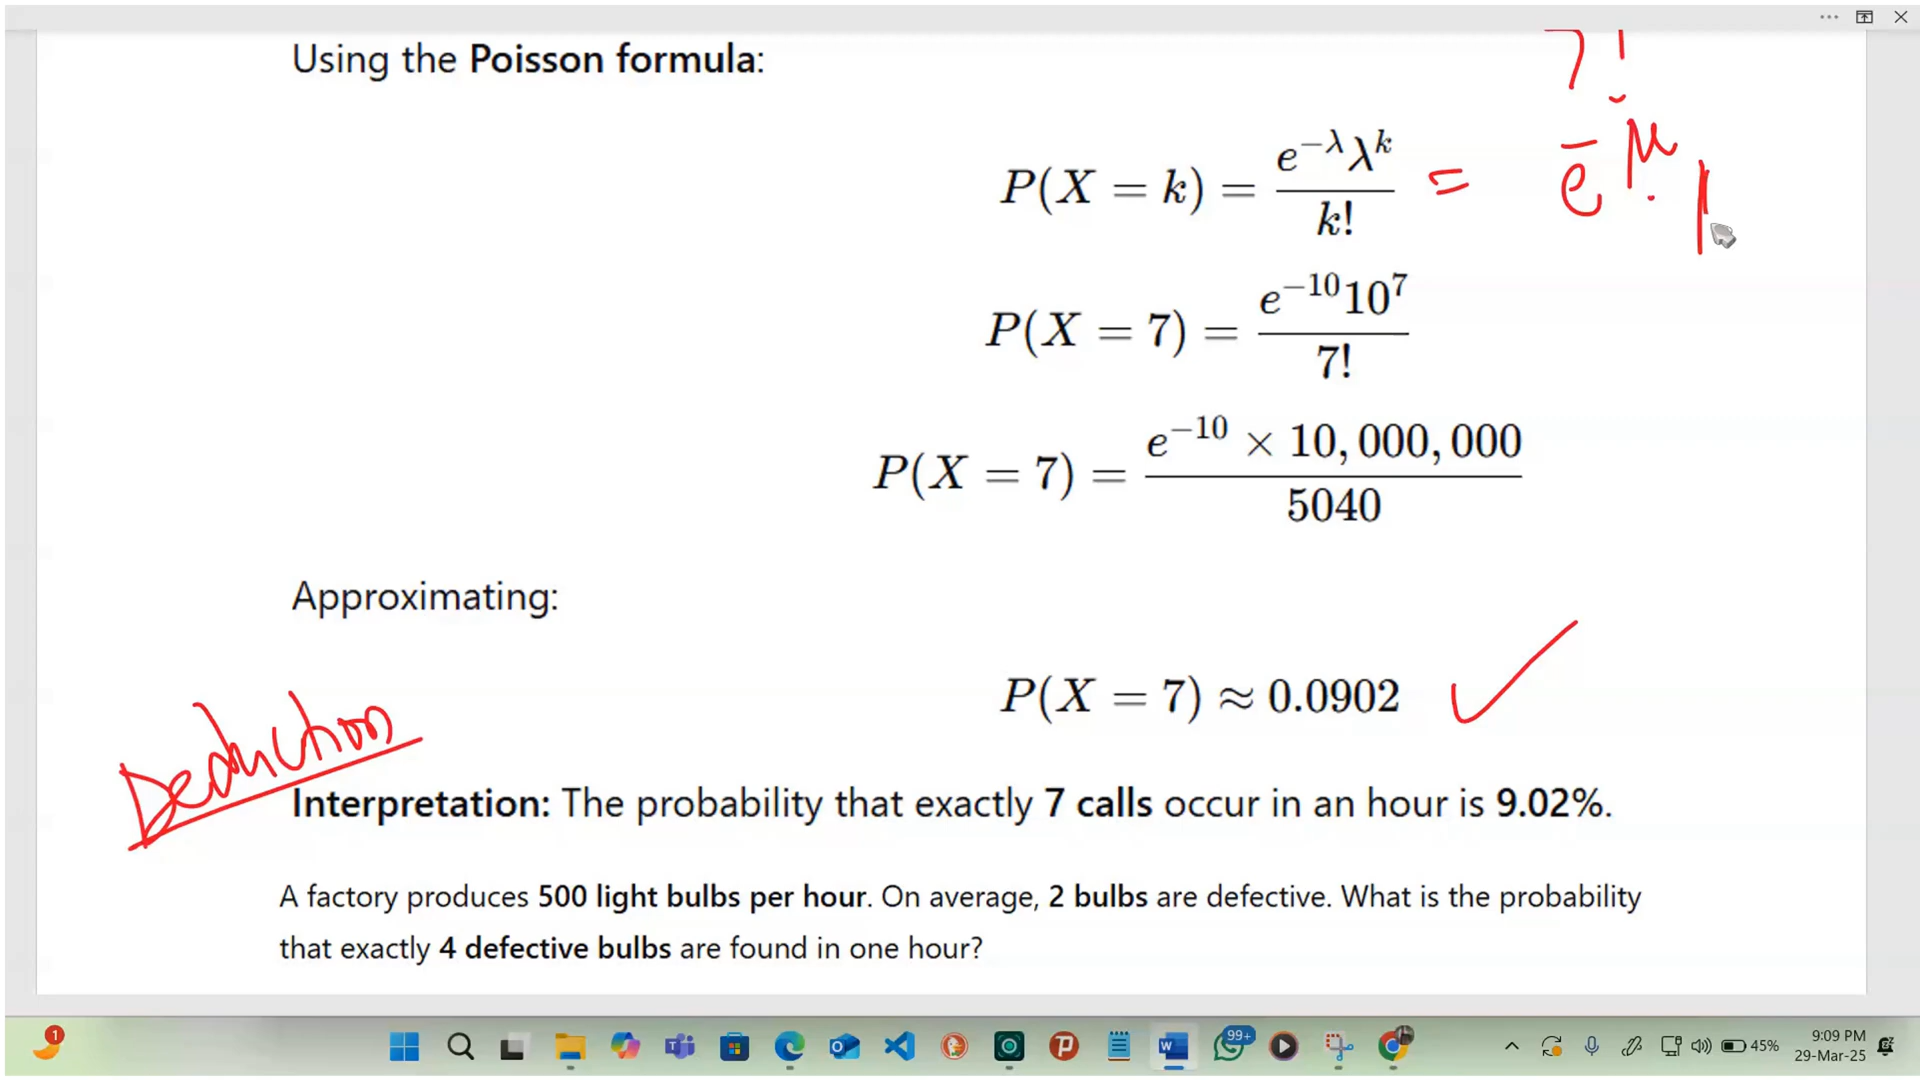 7!
Using the Poisson formula:
P(X = k) = e^{-λ}λ^k / k! = e^{-μ} .
P(X = 7) = e^{-10}10^7 / 7!
P(X = 7) = e^{-10} × 10,000,000 / 5040
Approximating:
P(X = 7) ≈ 0.0902
Deduction
Interpretation: The probability that exactly 7 calls occur in an hour is 9.02%.
A factory produces 500 light bulbs per hour. On average, 2 bulbs are defective. What is the probability
that exactly 4 defective bulbs are found in one hour?
1
99+
45%
9:09 PM
29-Mar-25